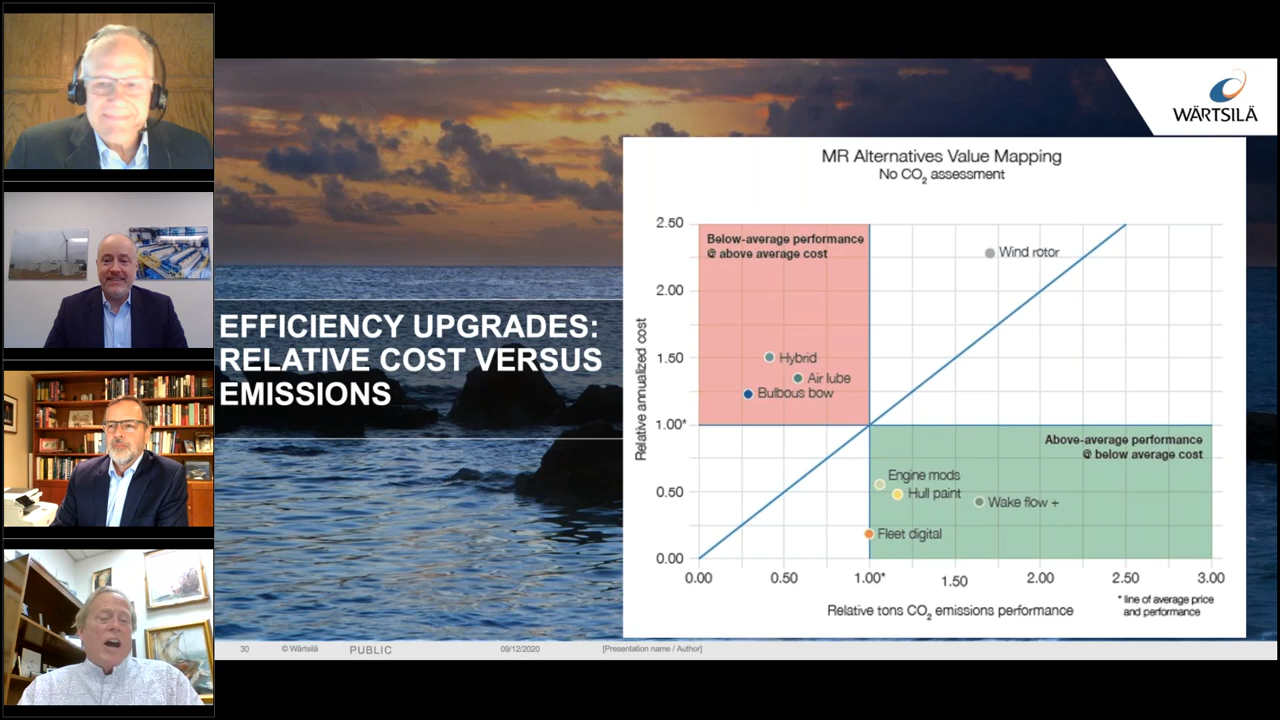 WÄRTSILÄ
EFFICIENCY UPGRADES:
RELATIVE COST VERSUS
EMISSIONS
MR Alternatives Value Mapping
No CO₂ assessment
Relative annualized cost
2.50
2.00
1.50
1.00*
0.50
0.00
Below-average performance
@ above average cost
Wind rotor
Hybrid
Air lube
Bulbous bow
Above-average performance
@ below average cost
Engine mods
Hull paint
Wake flow +
Fleet digital
0.00 0.50 1.00* 1.50 2.00 2.50 3.00
Relative tons CO₂ emissions performance
* line of average price
and performance
30 © Wärtsilä PUBLIC 09/12/2020 [Presentation name / Author]